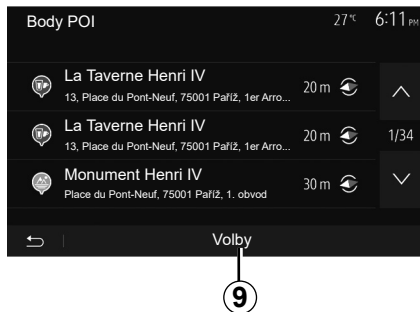 Body POI 27 °C 6:11 PM
La Taverne Henri IV
13, Place du Pont-Neuf, 75001 Paříž, 1er Arro... 20 m
La Taverne Henri IV
13, Place du Pont-Neuf, 75001 Paříž, 1er Arro... 20 m 1/34
Monument Henri IV
Place du Pont-Neuf, 75001 Paříž, 1. obvod 30 m
Volby
9